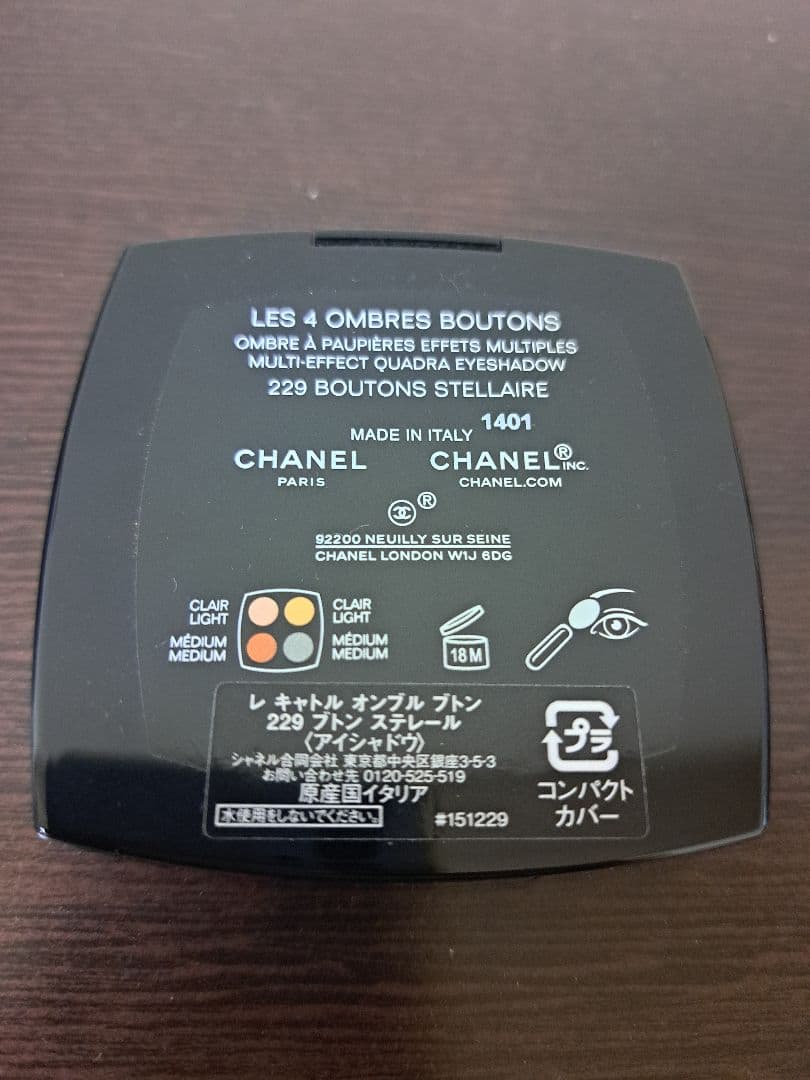 LES 4 OMBRES BOUTONS
OMBRE À PAUPIÈRES EFFETS MULTIPLES
MULTI-EFFECT QUADRA EYESHADOW
229 BOUTONS STELLAIRE
MADE IN ITALY 1401
CHANEL CHANEL® INC.
PARIS CHANEL.COM
®
92200 NEUILLY SUR SEINE
CHANEL LONDON W1J 6DG
CLAIR CLAIR
LIGHT LIGHT
MÉDIUM MÉDIUM
MEDIUM MEDIUM
18M
レ キャトル オンブル ブトン
229 ブトン ステレール
〈アイシャドウ〉
シャネル合同会社 東京都中央区銀座3-5-3
お問い合わせ先 0120-525-519
原産国イタリア
水使用をしないでください。 #151229
プラ
コンパクト
カバー